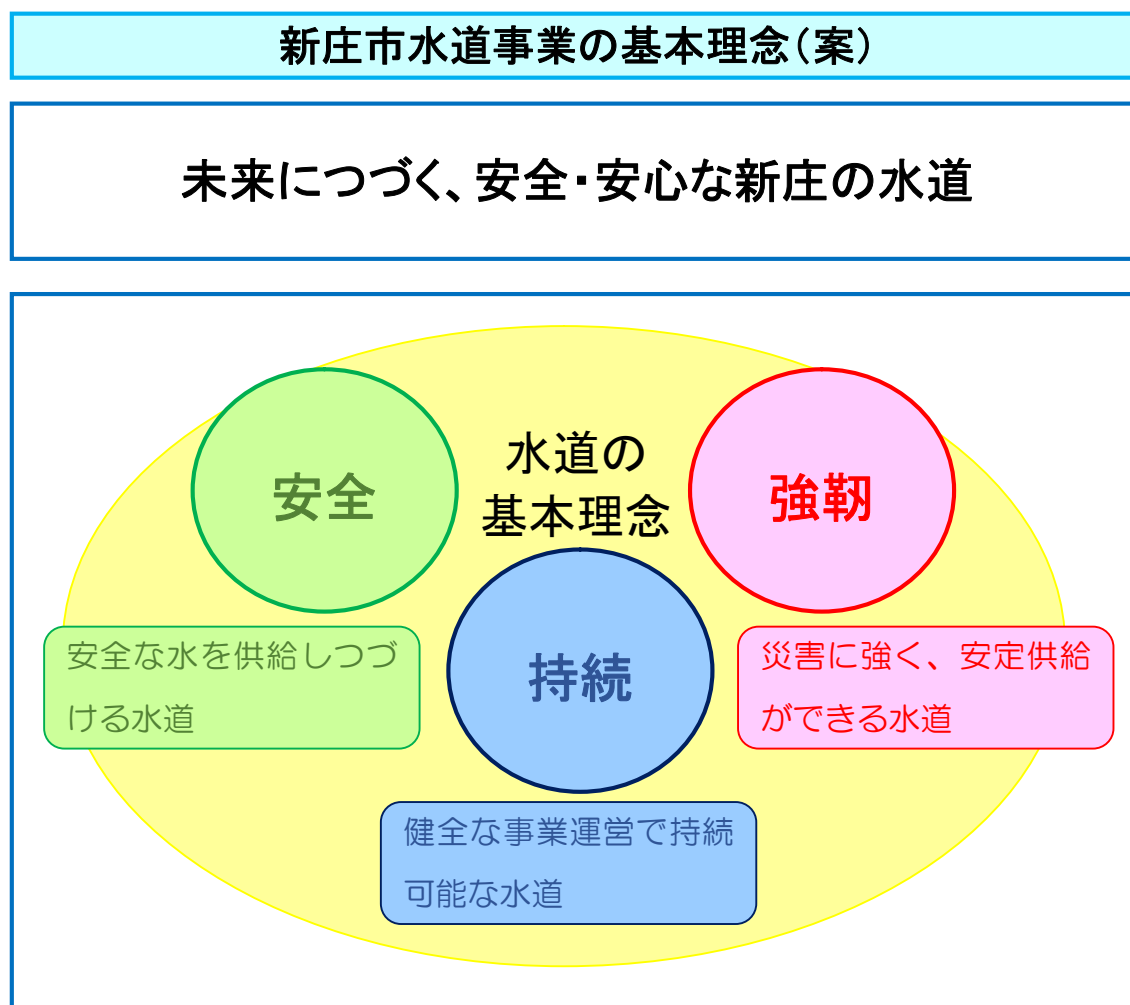 新庄市水道事業の基本理念(案)
未来につづく、安全・安心な新庄の水道
水道の
基本理念
安全
強靭
持続
安全な水を供給しつづ
ける水道
災害に強く、安定供給
ができる水道
健全な事業運営で持続
可能な水道